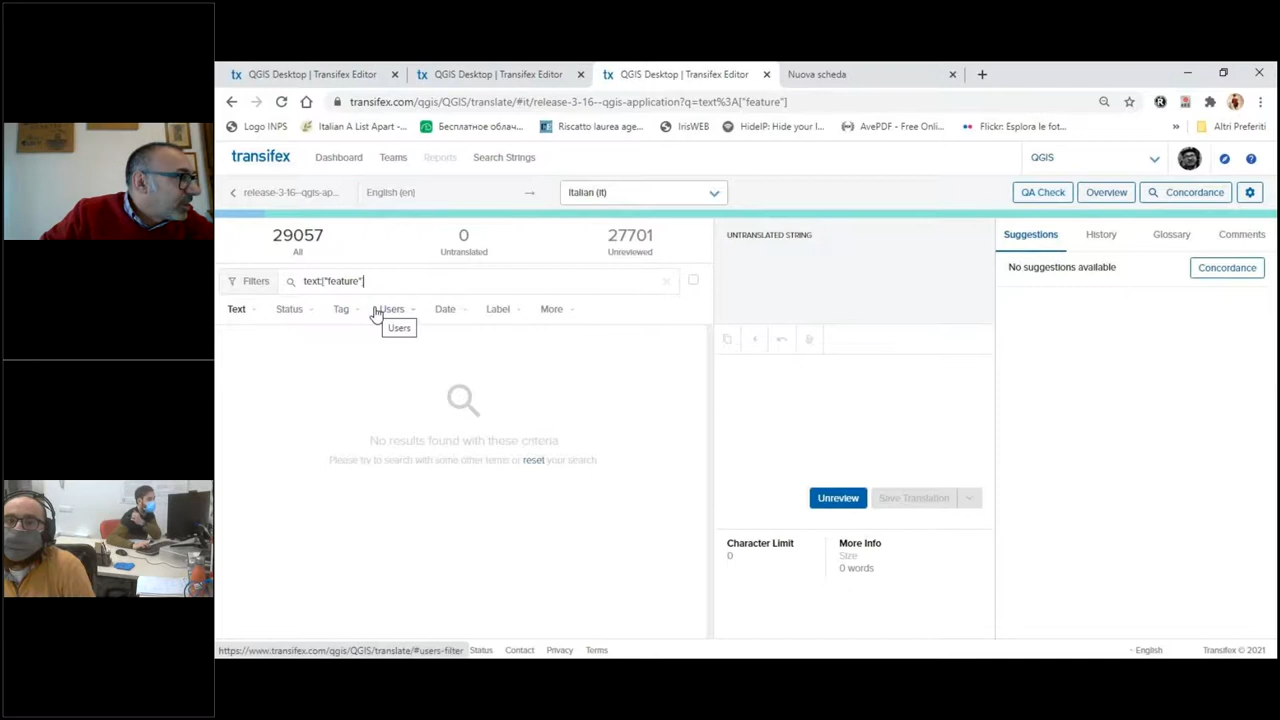 tx QGIS Desktop | Transifex Editor
tx QGIS Desktop | Transifex Editor
tx QGIS Desktop | Transifex Editor
Nuova scheda
transifex.com/qgis/QGIS/translate/#it/release-3-16--qgis-application?q=text%3A["feature"]
Logo INPS
Italian A List Apart -...
Бесплатное облач...
Riscatto laurea age...
IrisWEB
HideIP: Hide your I...
AvePDF - Free Onli...
Flickr: Esplora le fot...
»
Altri Preferiti
transifex
Dashboard
Teams
Reports
Search Strings
QGIS
release-3-16--qgis-ap...
English (en)
Italian (it)
QA Check
Overview
Concordance
29057
All
0
Untranslated
27701
Unreviewed
Filters
text:["feature"]
Text
Status
Tag
Users
Date
Label
More
Users
No results found with these criteria
Please try to search with some other terms or reset your search
UNTRANSLATED STRING
Unreview
Save Translation
Character Limit
0
More Info
Size
0 words
Suggestions
History
Glossary
Comments
No suggestions available
Concordance
https://www.transifex.com/qgis/QGIS/translate/#users-filter
Status
Contact
Privacy
Terms
- English
Transifex © 2021